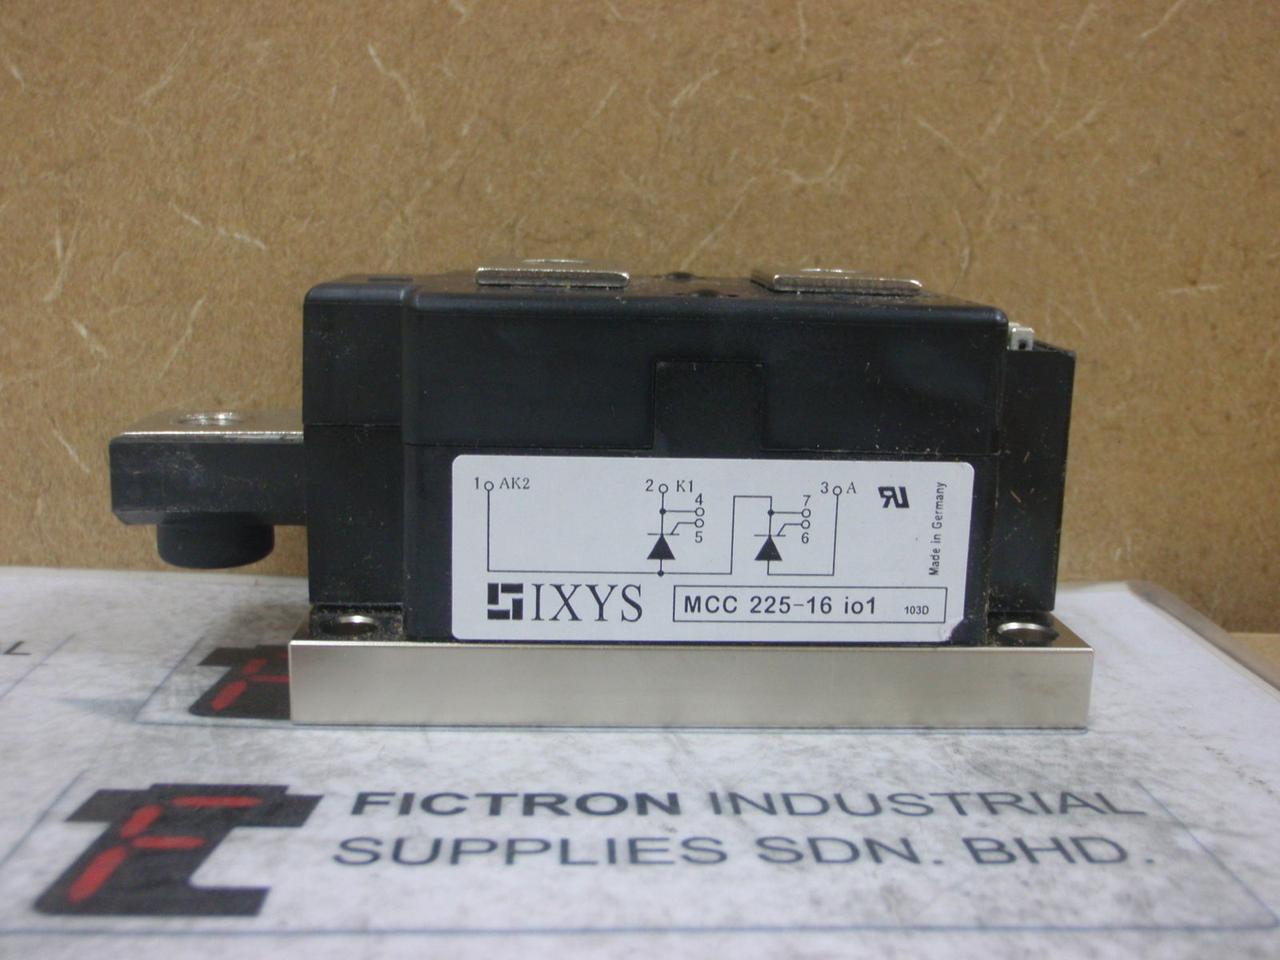 1 AK2
2 K1
4
5
7
6
3 A
Made in Germany
IXYS
MCC 225-16 io1 103D
FICTRON INDUSTRIAL
SUPPLIES SDN. BHD.